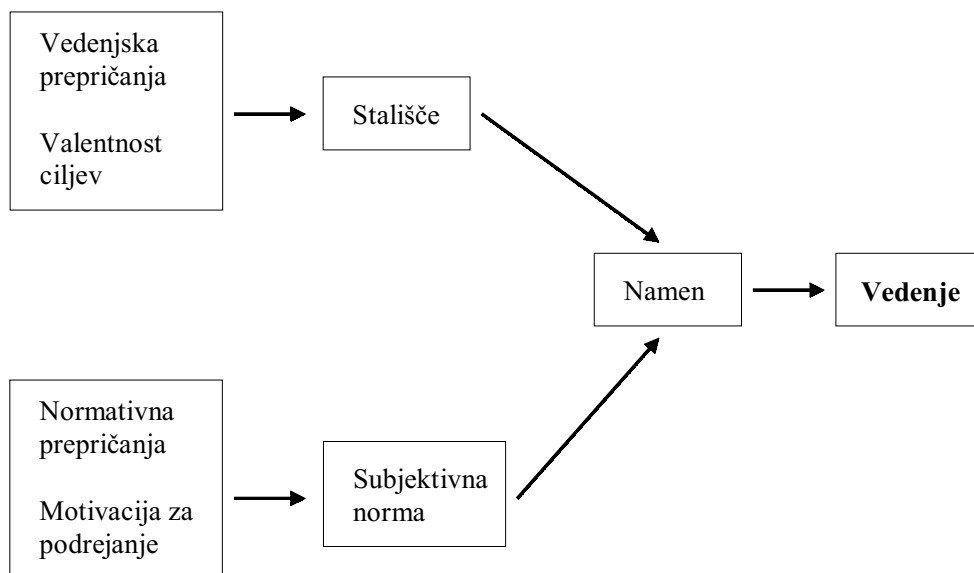 Vedenjska
prepričanja
Valentnost
ciljev
Stališče
Namen
Vedenje
Normativna
prepričanja
Motivacija za
podrejanje
Subjektivna
norma